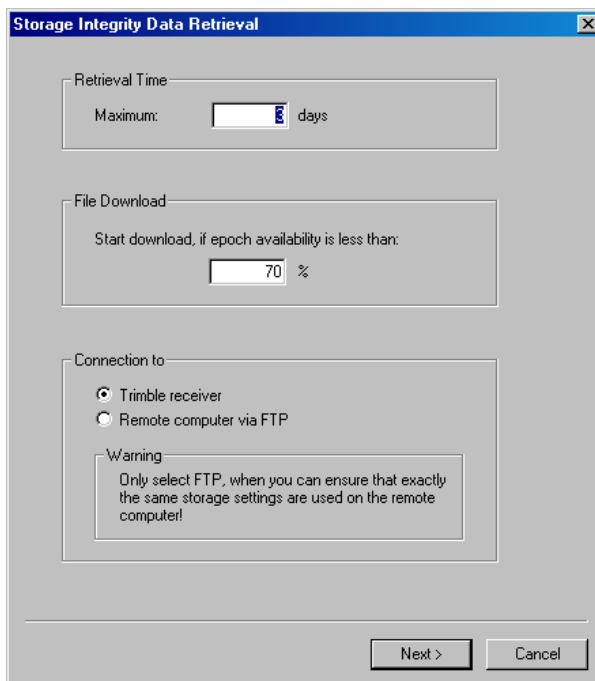 Storage Integrity Data Retrieval
Retrieval Time
Maximum: 3 days
File Download
Start download, if epoch availability is less than:
70 %
Connection to
Trimble receiver
Remote computer via FTP
Warning
Only select FTP, when you can ensure that exactly
the same storage settings are used on the remote
computer!
Next > Cancel